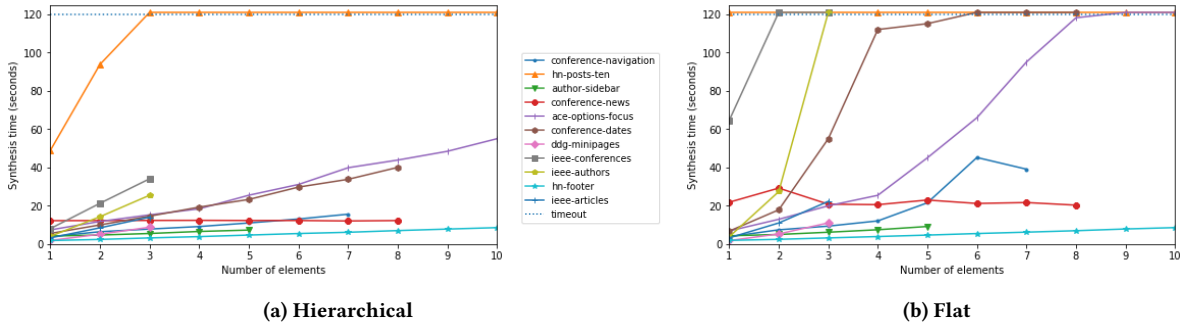 120
100
80
60
40
20
0
Synthesis time (seconds)
1 2 3 4 5 6 7 8 9 10
Number of elements
(a) Hierarchical
conference-navigation
hn-posts-ten
author-sidebar
conference-news
ace-options-focus
conference-dates
ddg-minipages
ieee-conferences
ieee-authors
hn-footer
ieee-articles
timeout
120
100
80
60
40
20
0
Synthesis time (seconds)
1 2 3 4 5 6 7 8 9 10
Number of elements
(b) Flat